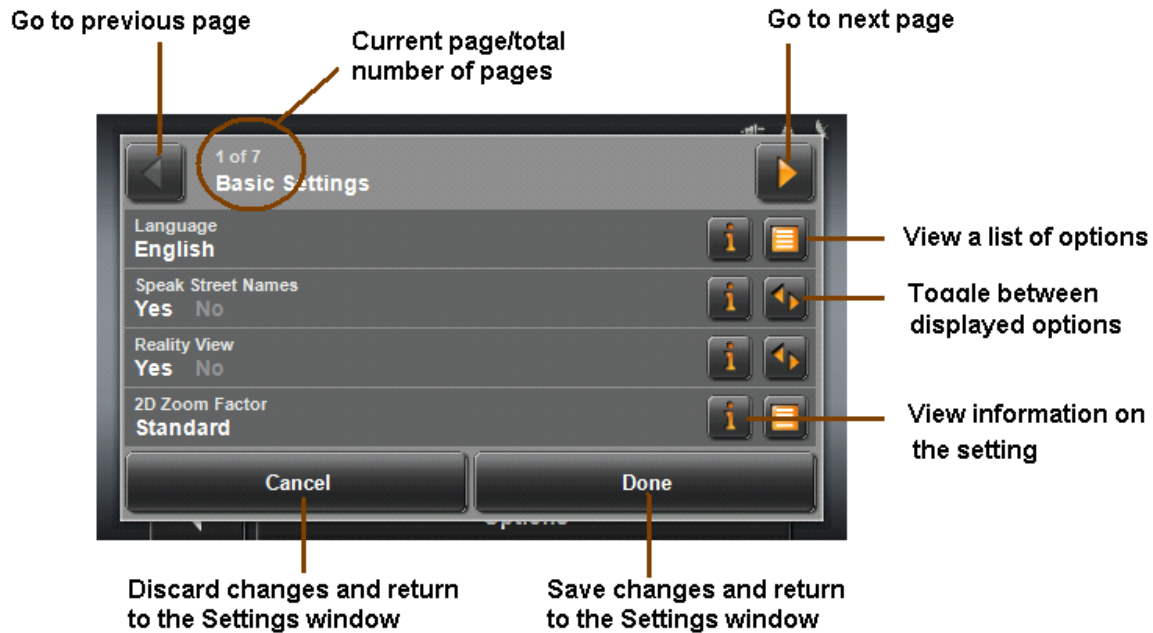 Go to previous page
Go to next page
Current page/total
number of pages
1 of 7
Basic Settings
Language
English
View a list of options
Speak Street Names
Yes No
Toggle between
displayed options
Reality View
Yes No
2D Zoom Factor
Standard
View information on
the setting
Cancel
Done
Options
Discard changes and return
to the Settings window
Save changes and return
to the Settings window